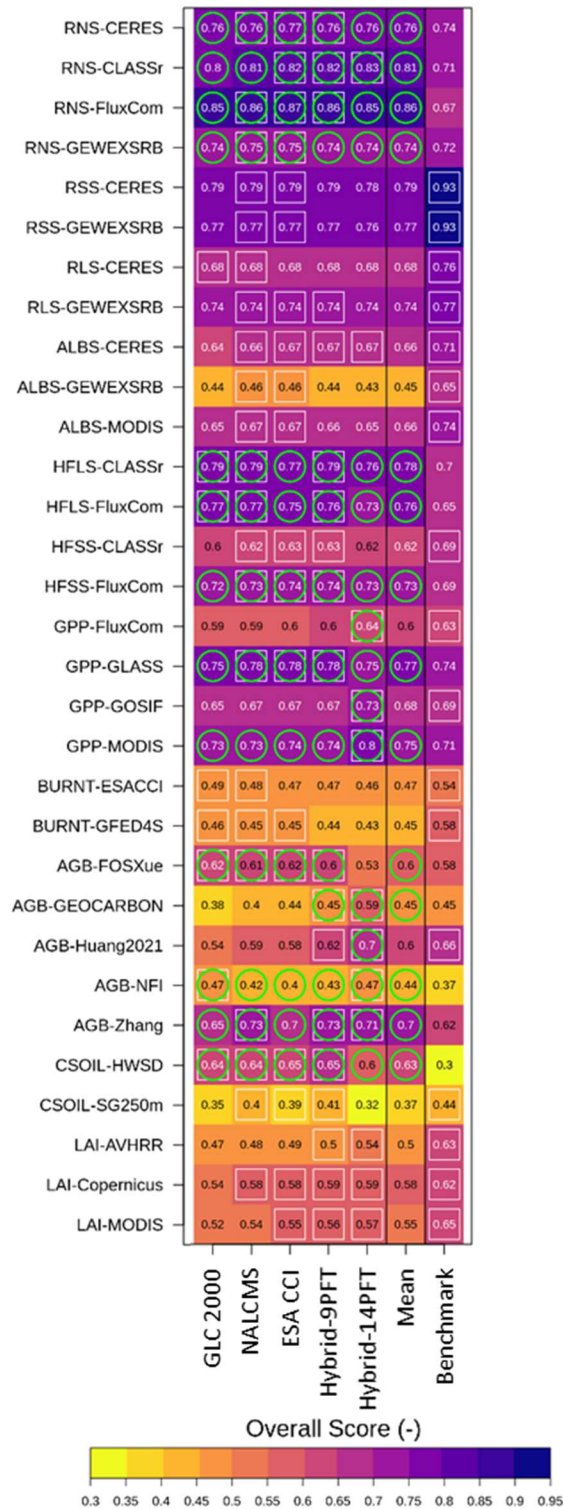 RNS-CERES 0.76 0.76 0.77 0.76 0.76 0.76 0.74
RNS-CLASSr 0.8 0.81 0.82 0.82 0.83 0.81 0.71
RNS-FluxCom 0.85 0.86 0.87 0.86 0.85 0.86 0.67
RNS-GEWEXSRB 0.74 0.75 0.75 0.74 0.74 0.74 0.72
RSS-CERES 0.79 0.79 0.79 0.79 0.78 0.79 0.93
RSS-GEWEXSRB 0.77 0.77 0.77 0.77 0.76 0.77 0.93
RLS-CERES 0.68 0.68 0.68 0.68 0.68 0.68 0.76
RLS-GEWEXSRB 0.74 0.74 0.74 0.74 0.74 0.74 0.77
ALBS-CERES 0.64 0.66 0.67 0.67 0.67 0.66 0.71
ALBS-GEWEXSRB 0.44 0.46 0.46 0.44 0.43 0.45 0.65
ALBS-MODIS 0.65 0.67 0.67 0.66 0.65 0.66 0.74
HFLS-CLASSr 0.79 0.79 0.77 0.79 0.76 0.78 0.7
HFLS-FluxCom 0.77 0.77 0.75 0.76 0.73 0.76 0.65
HFSS-CLASSr 0.6 0.62 0.63 0.63 0.62 0.62 0.69
HFSS-FluxCom 0.72 0.73 0.74 0.74 0.73 0.73 0.69
GPP-FluxCom 0.59 0.59 0.6 0.6 0.64 0.6 0.63
GPP-GLASS 0.75 0.78 0.78 0.78 0.75 0.77 0.74
GPP-GOSIF 0.65 0.67 0.67 0.67 0.73 0.68 0.69
GPP-MODIS 0.73 0.73 0.74 0.74 0.8 0.75 0.71
BURNT-ESACCI 0.49 0.48 0.47 0.47 0.46 0.47 0.54
BURNT-GFED4S 0.46 0.45 0.45 0.44 0.43 0.45 0.58
AGB-FOSXue 0.62 0.61 0.62 0.6 0.53 0.6 0.58
AGB-GEOCARBON 0.38 0.4 0.44 0.45 0.59 0.45 0.45
AGB-Huang2021 0.54 0.59 0.58 0.62 0.7 0.6 0.66
AGB-NFI 0.47 0.42 0.4 0.43 0.47 0.44 0.37
AGB-Zhang 0.65 0.73 0.7 0.73 0.71 0.7 0.62
CSOIL-HWSD 0.64 0.64 0.65 0.65 0.6 0.63 0.3
CSOIL-SG250m 0.35 0.4 0.39 0.41 0.32 0.37 0.44
LAI-AVHRR 0.47 0.48 0.49 0.5 0.54 0.5 0.63
LAI-Copernicus 0.54 0.58 0.58 0.59 0.59 0.58 0.62
LAI-MODIS 0.52 0.54 0.55 0.56 0.57 0.55 0.65
GLC 2000
NALCMS
ESA CCI
Hybrid-9PFT
Hybrid-14PFT
Mean
Benchmark
Overall Score (-)
0.3 0.35 0.4 0.45 0.5 0.55 0.6 0.65 0.7 0.75 0.8 0.85 0.9 0.95